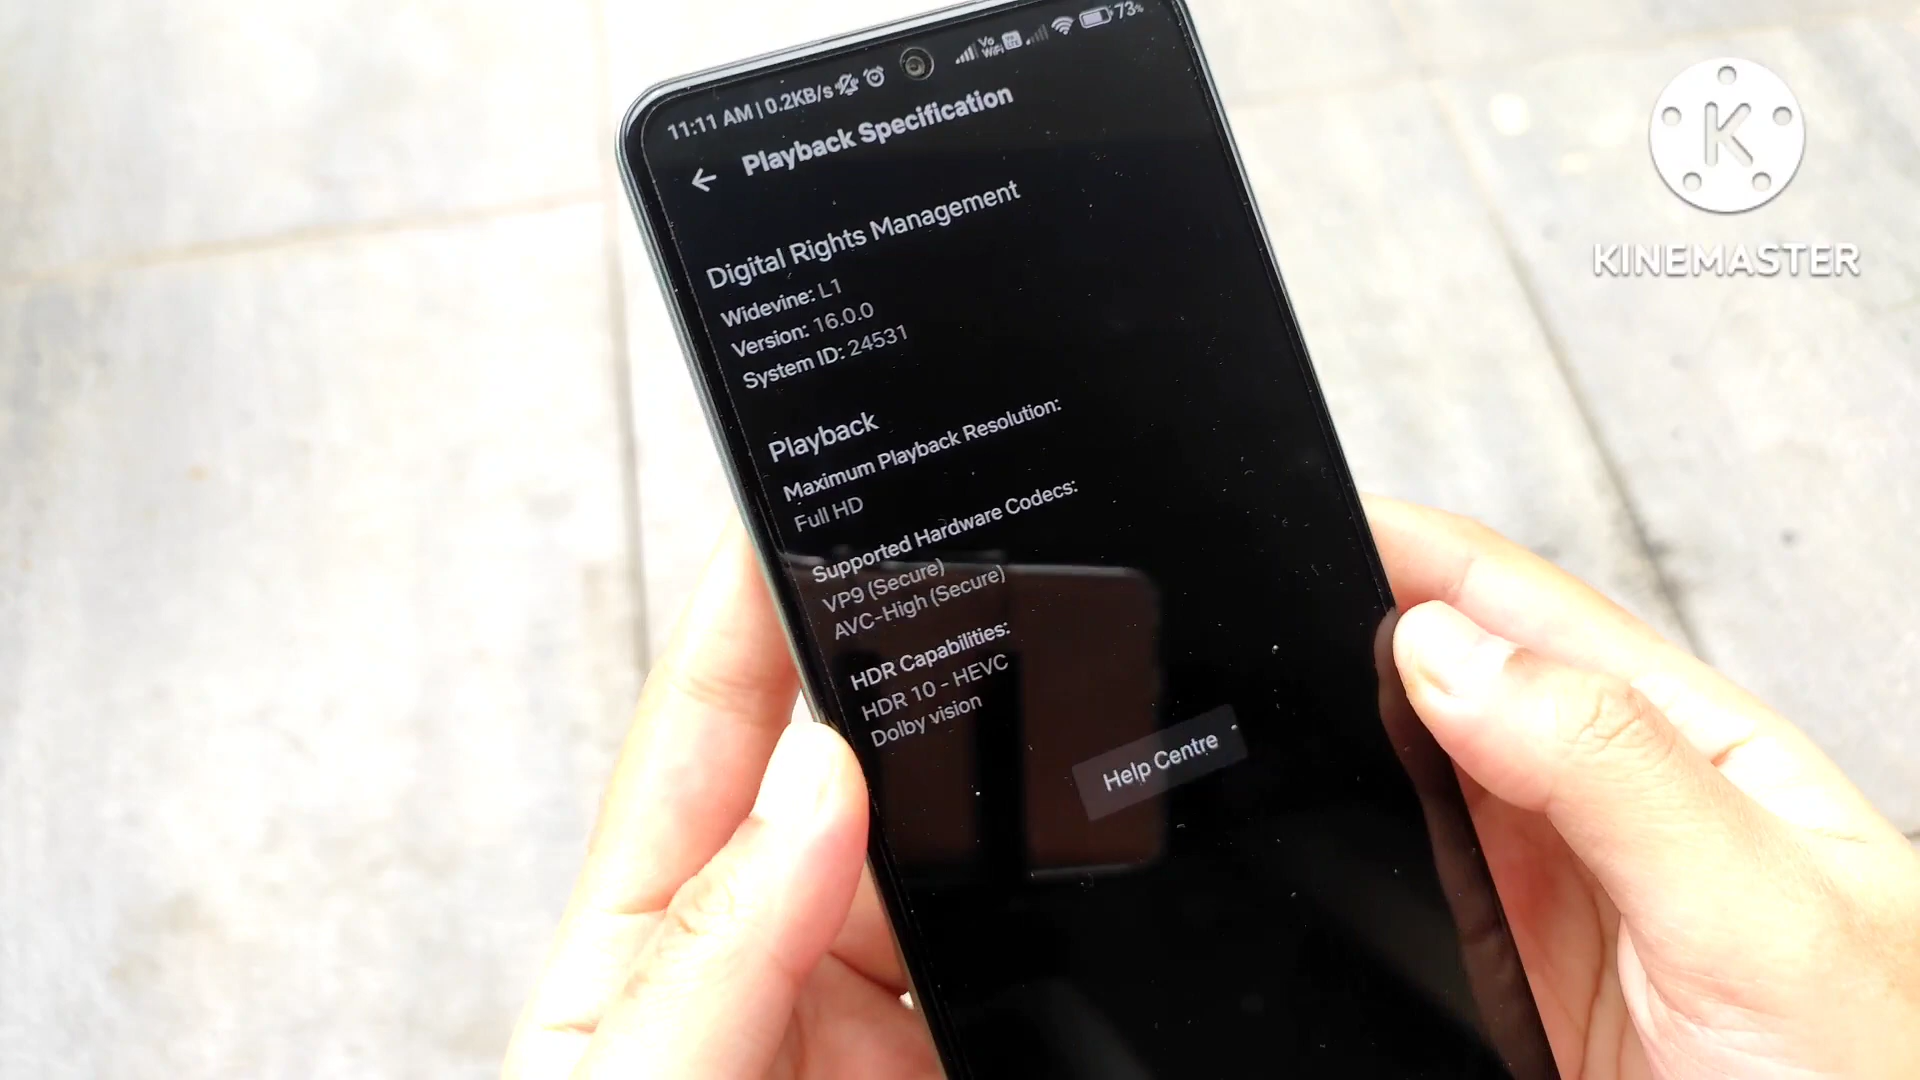 11:11 AM | 0.2KB/s
Vo
WiFi
73%
Playback Specification
Digital Rights Management
Widevine: L1
Version: 16.0.0
System ID: 24531
Playback
Maximum Playback Resolution:
Full HD
Supported Hardware Codecs:
VP9 (Secure)
AVC-High (Secure)
HDR Capabilities:
HDR 10 - HEVC
Dolby vision
Help Centre
K
KINEMASTER